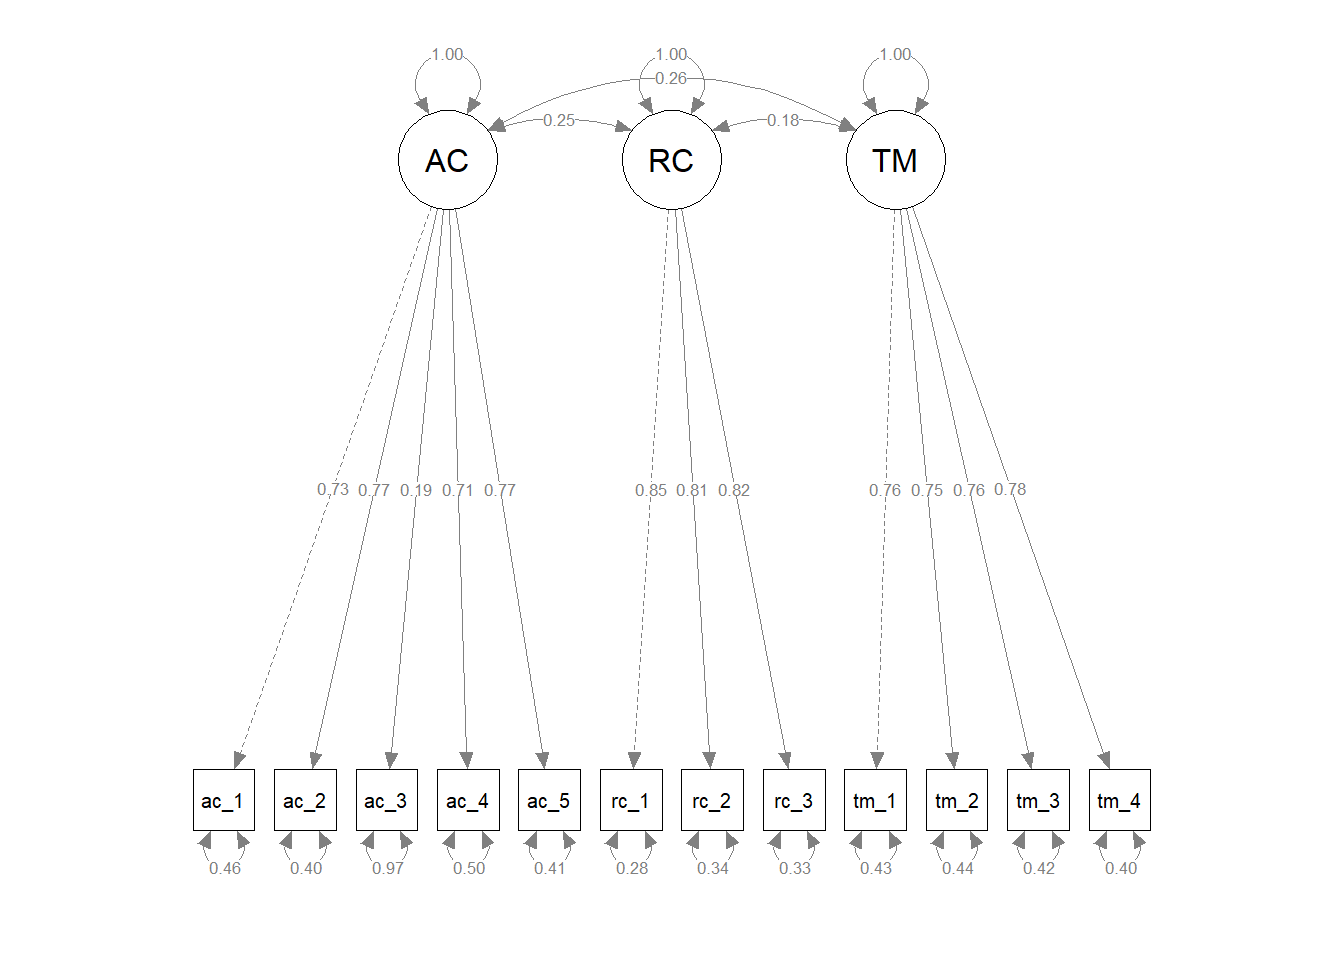 1.00 1.00 1.00
0.26
0.25 0.18
AC RC TM
0.73 0.77 0.19 0.71 0.77 0.85 0.81 0.82 0.76 0.75 0.76 0.78
ac_1 ac_2 ac_3 ac_4 ac_5 rc_1 rc_2 rc_3 tm_1 tm_2 tm_3 tm_4
0.46 0.40 0.97 0.50 0.41 0.28 0.34 0.33 0.43 0.44 0.42 0.40